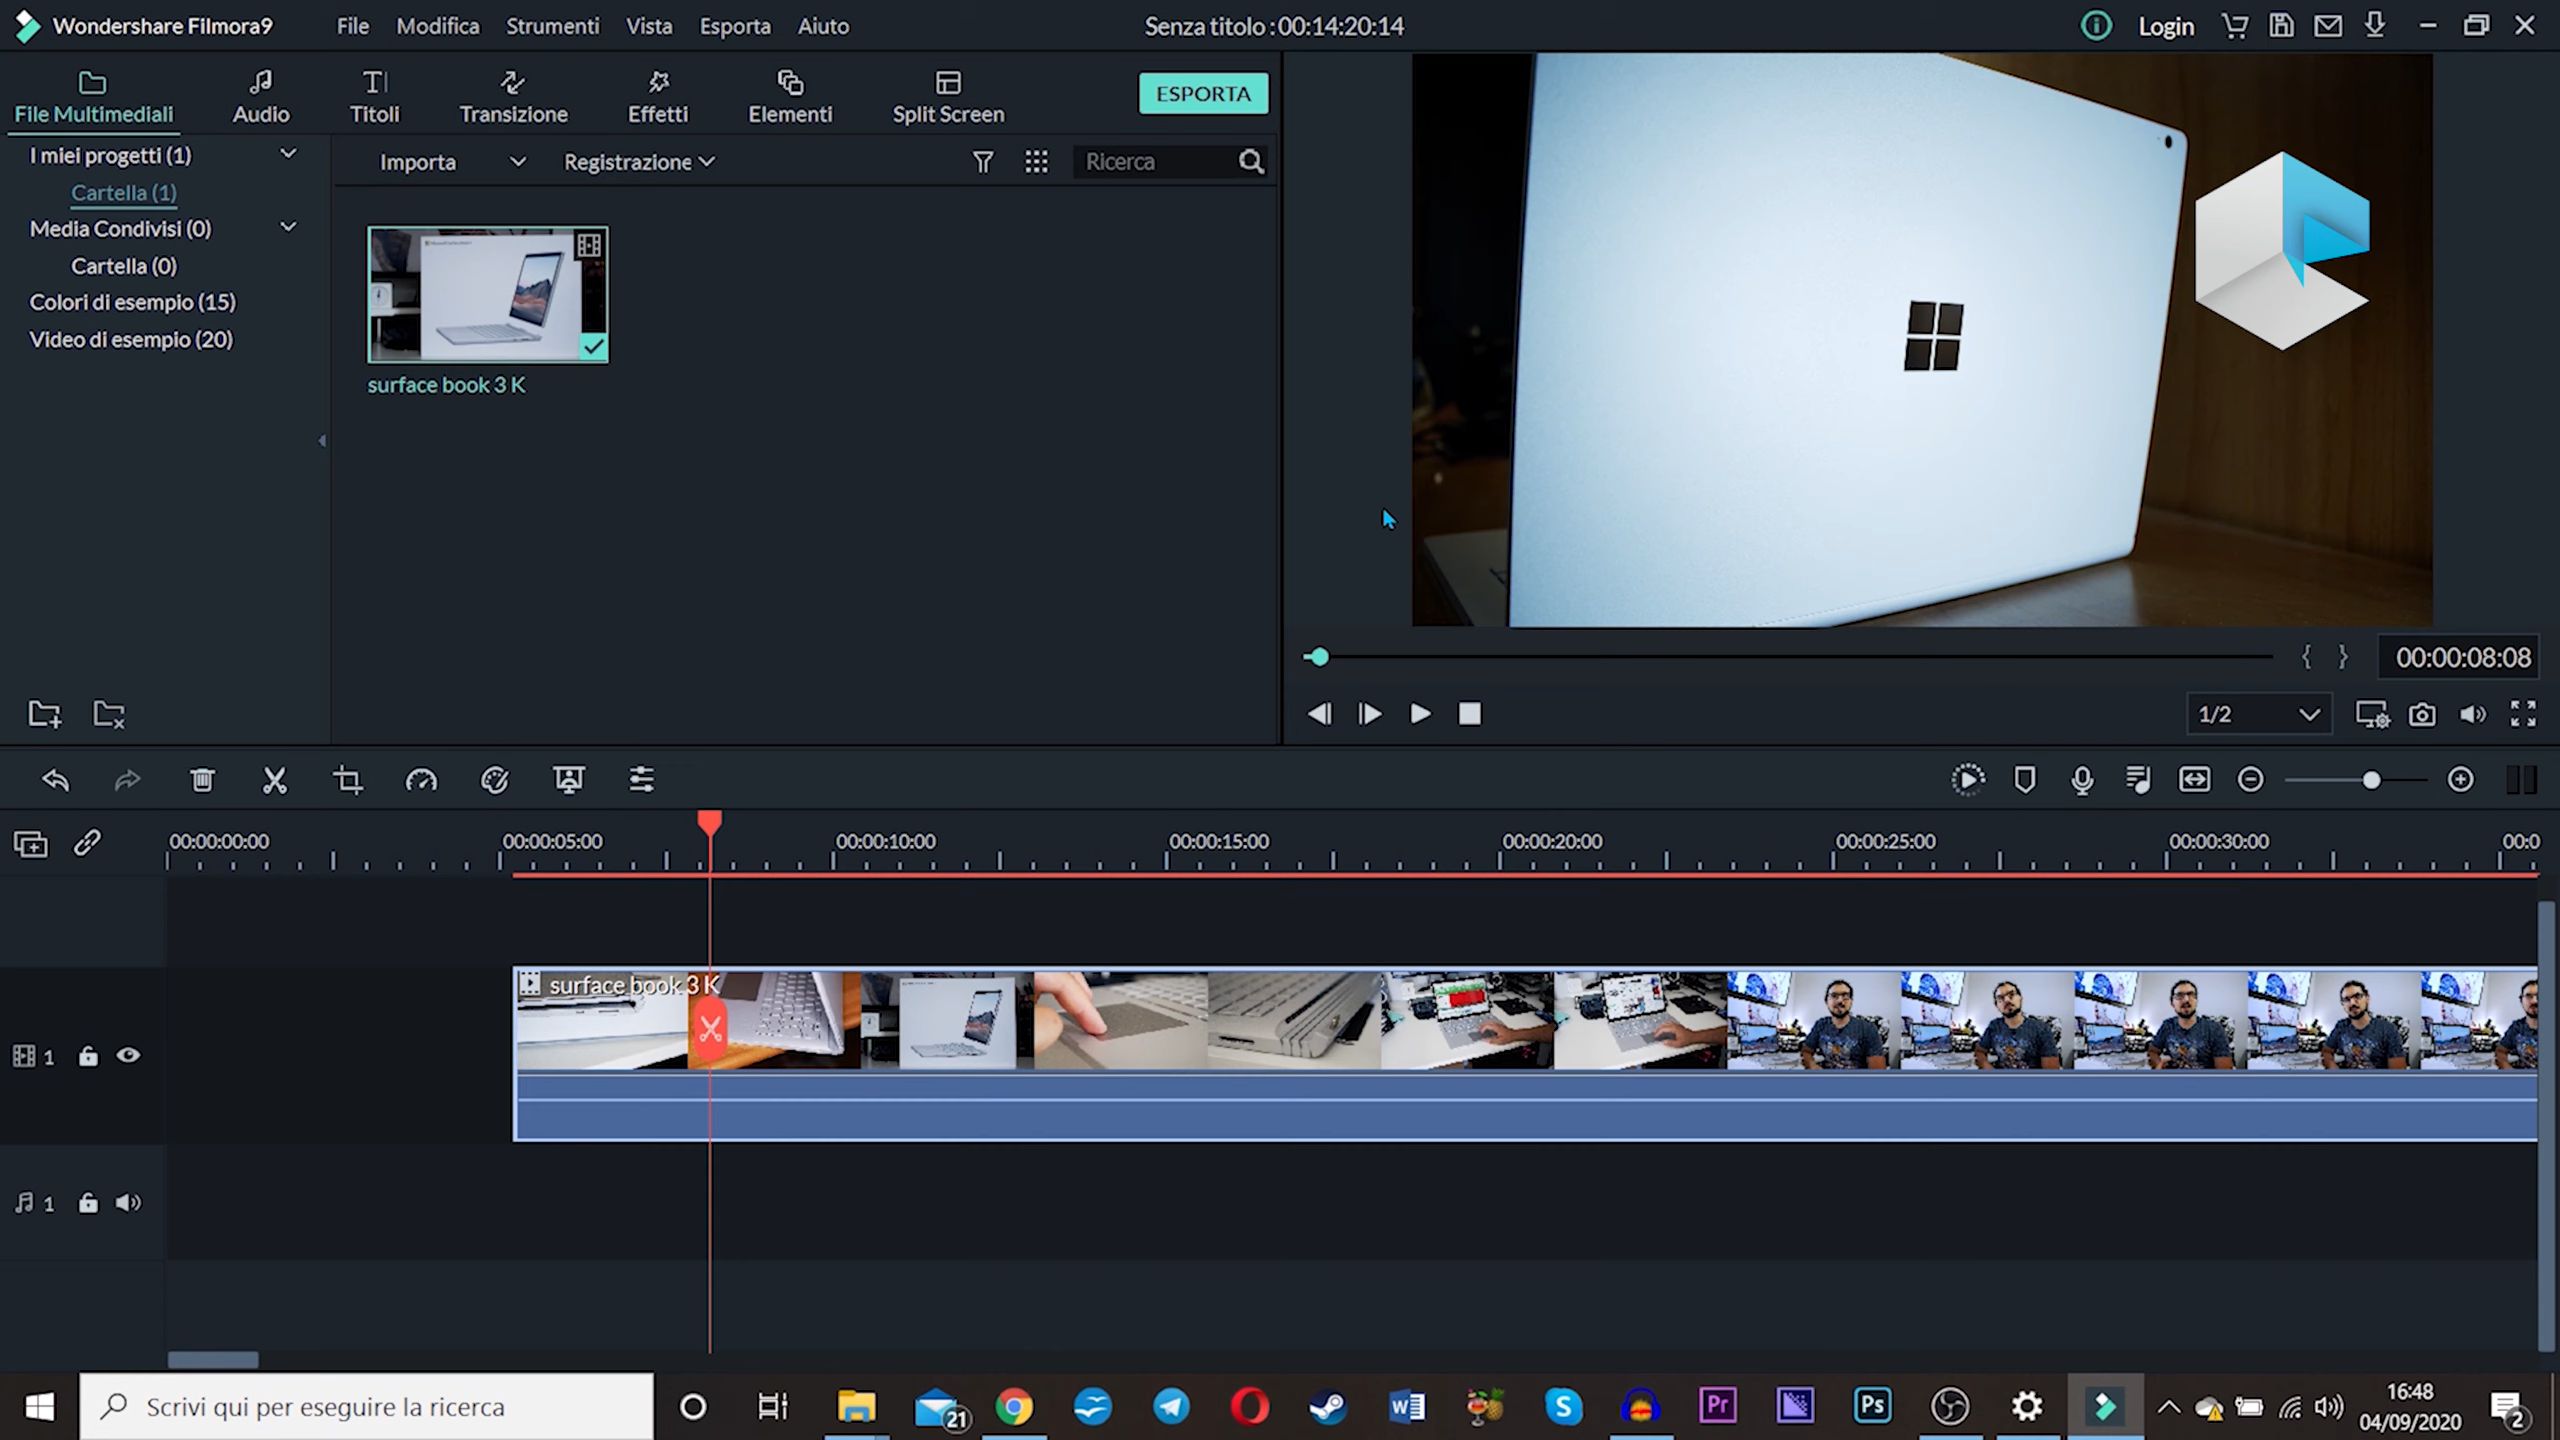 Wondershare Filmora9 File Modifica Strumenti Vista Esporta Aiuto Senza titolo : 00:14:20:14 Login
File Multimediali Audio Titoli Transizione Effetti Elementi Split Screen ESPORTA
I miei progetti (1)
Cartella (1)
Media Condivisi (0)
Cartella (0)
Colori di esempio (15)
Video di esempio (20)
Importa Registrazione Ricerca
surface book 3 K
00:00:08:08
1/2
00:00:00:00 00:00:05:00 00:00:10:00 00:00:15:00 00:00:20:00 00:00:25:00 00:00:30:00 00:0
surface book 3 K
1
1
Scrivi qui per eseguire la ricerca
21
W
S
Pr
Ps
16:48
04/09/2020
2